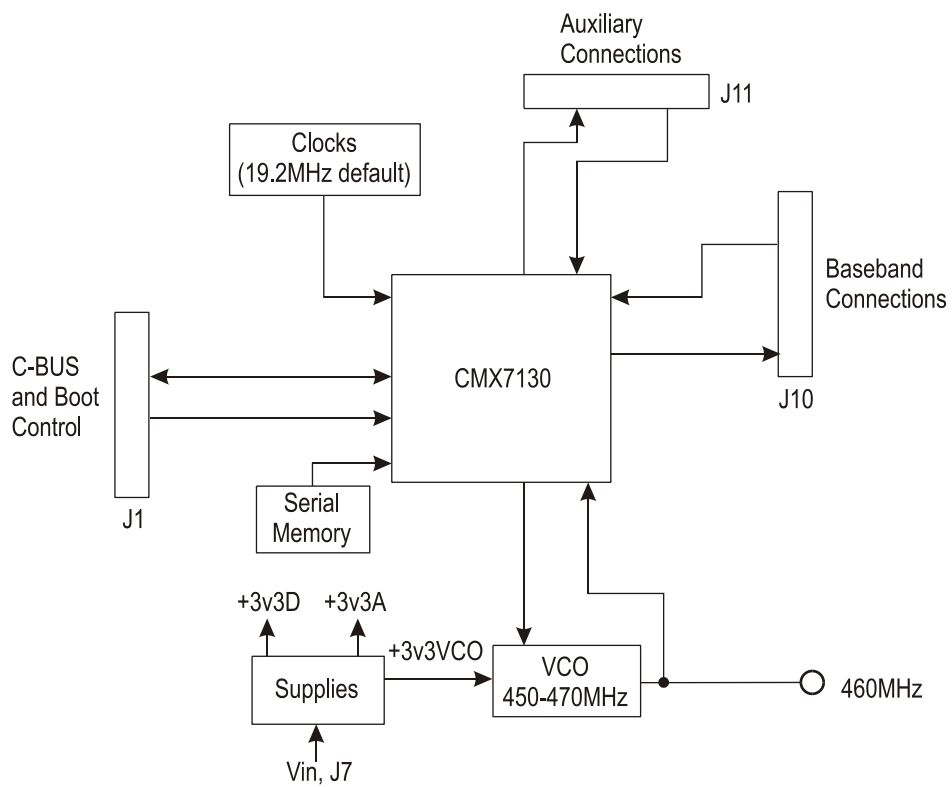 Auxiliary
Connections
J11
Clocks
(19.2MHz default)
Baseband
Connections
J10
C-BUS
and Boot
Control
J1
CMX7130
Serial
Memory
+3v3D
+3v3A
+3v3VCO
Supplies
Vin, J7
VCO
450-470MHz
460MHz